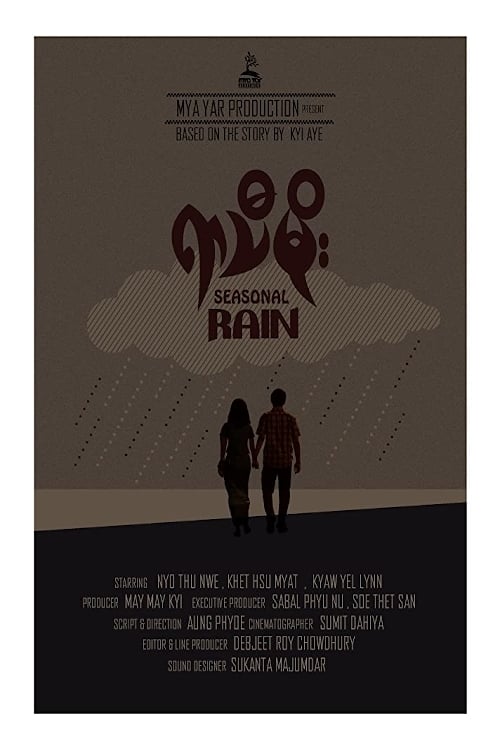 MYA YAR PRODUCTION PRESENT
BASED ON THE STORY BY KYI AYE
SEASONAL
RAIN
STARRING NYO THU NWE , KHET HSU MYAT , KYAW YEL LYNN
PRODUCER MAY MAY KYI EXECUTIVE PRODUCER SABAL PHYU NU , SOE THET SAN
SCRIPT & DIRECTION AUNG PHYOE CINEMATOGRAPHER SUMIT DAHIYA
EDITOR & LINE PRODUCER DEBJEET ROY CHOWDHURY
SOUND DESIGNER SUKANTA MAJUMDAR